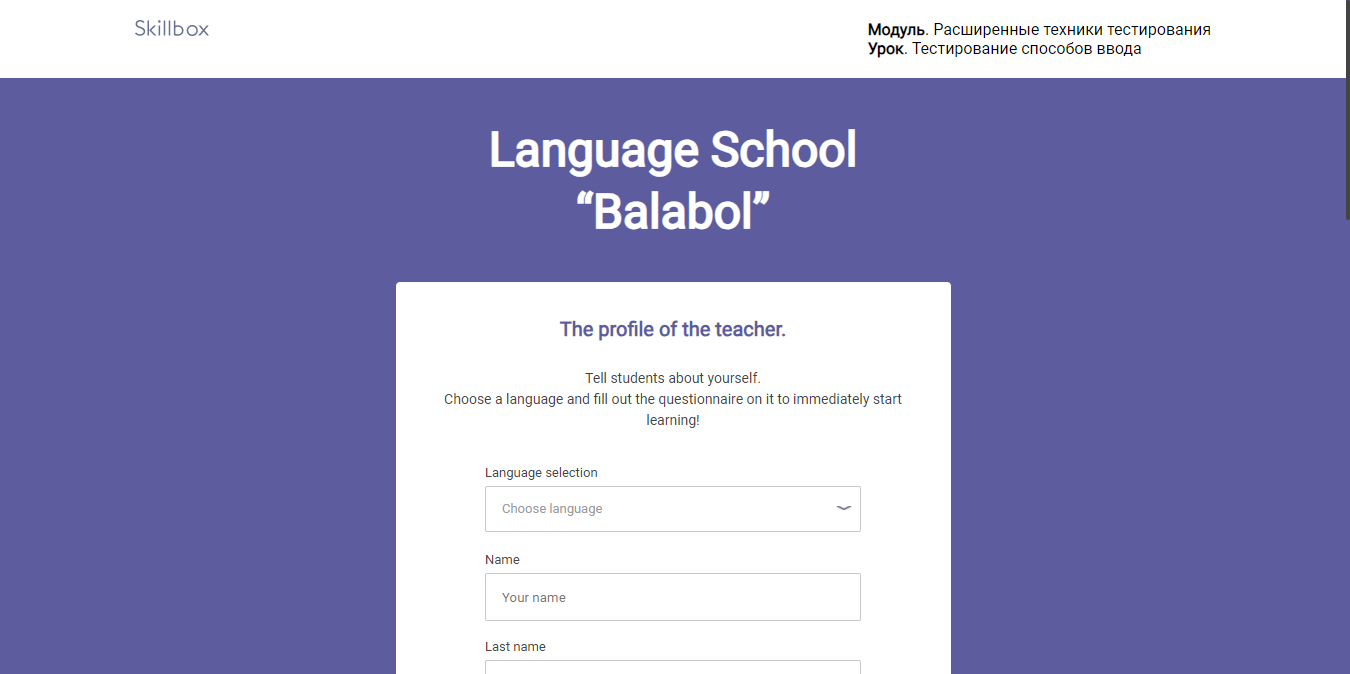 Skillbox
Модуль. Расширенные техники тестирования
Урок. Тестирование способов ввода
Language School
“Balabol”
The profile of the teacher.
Tell students about yourself.
Choose a language and fill out the questionnaire on it to immediately start
learning!
Language selection
Choose language
Name
Your name
Last name